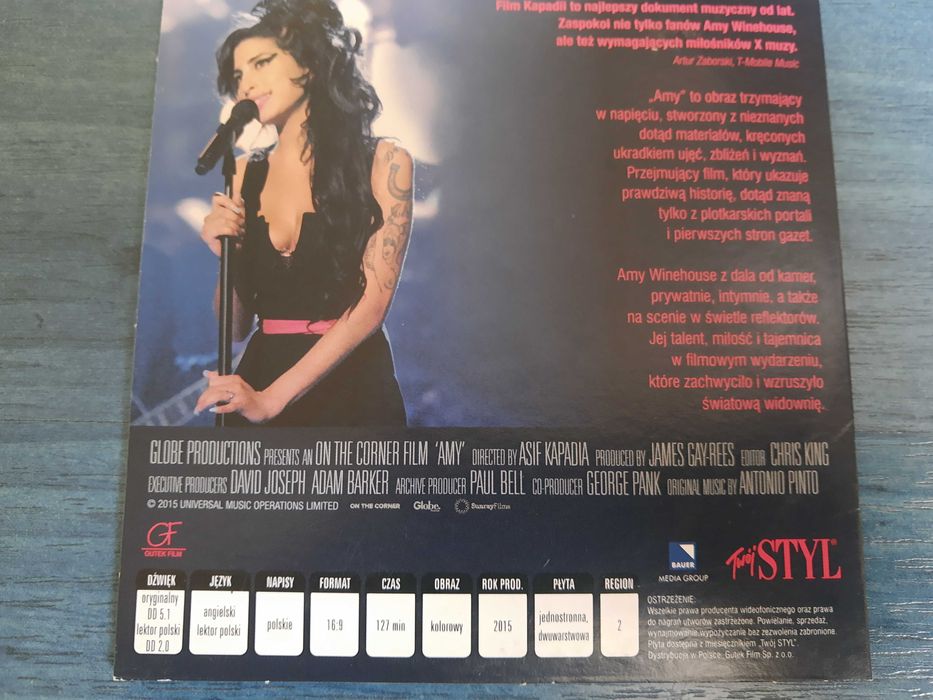 Film Kapadii to najlepszy dokument muzyczny od lat.
Zaspokoi nie tylko fanów Amy Winehouse,
ale też wymagających miłośników X muzy.
Artur Zaborski, T-Mobile Music
„Amy” to obraz trzymający
w napięciu, stworzony z nieznanych
dotąd materiałów, kręconych
ukradkiem ujęć, zbliżeń i wyznań.
Przejmujący film, który ukazuje
prawdziwą historię, dotąd znaną
tylko z plotkarskich portali
i pierwszych stron gazet.
Amy Winehouse z dala od kamer,
prywatnie, intymnie, a także
na scenie w świetle reflektorów.
Jej talent, miłość i tajemnica
w filmowym wydarzeniu,
które zachwyciło i wzruszyło
światową widownię.
GLOBE PRODUCTIONS PRESENTS AN ON THE CORNER FILM 'AMY' DIRECTED BY ASIF KAPADIA PRODUCED BY JAMES GAY-REES EDITOR CHRIS KING
EXECUTIVE PRODUCERS DAVID JOSEPH ADAM BARKER ARCHIVE PRODUCER PAUL BELL CO-PRODUCER GEORGE PANK ORIGINAL MUSIC BY ANTONIO PINTO
© 2015 UNIVERSAL MUSIC OPERATIONS LIMITED ON THE CORNER Globe. PlaymakerFilms
GF
GUTEK FILM
BAUER
MEDIA GROUP
Twój STYL®
DŹWIĘK JĘZYK NAPISY FORMAT CZAS OBRAZ ROK PROD. PŁYTA REGION
oryginalny
DD 5.1
lektor polski
DD 2.0
angielski
lektor polski
polskie
16:9
127 min
kolorowy
2015
jednostronna,
dwuwarstwowa
2
OSTRZEŻENIE:
Wszelkie prawa producenta wideofonicznego oraz prawa
do nagrań utworów zastrzeżone. Powielanie, sprzedaż,
wynajmowanie, wypożyczanie bez zezwolenia zabronione.
Płyta dostępna z miesięcznikiem „Twój STYL”.
Dystrybucja w Polsce: Gutek Film Sp. z o.o.